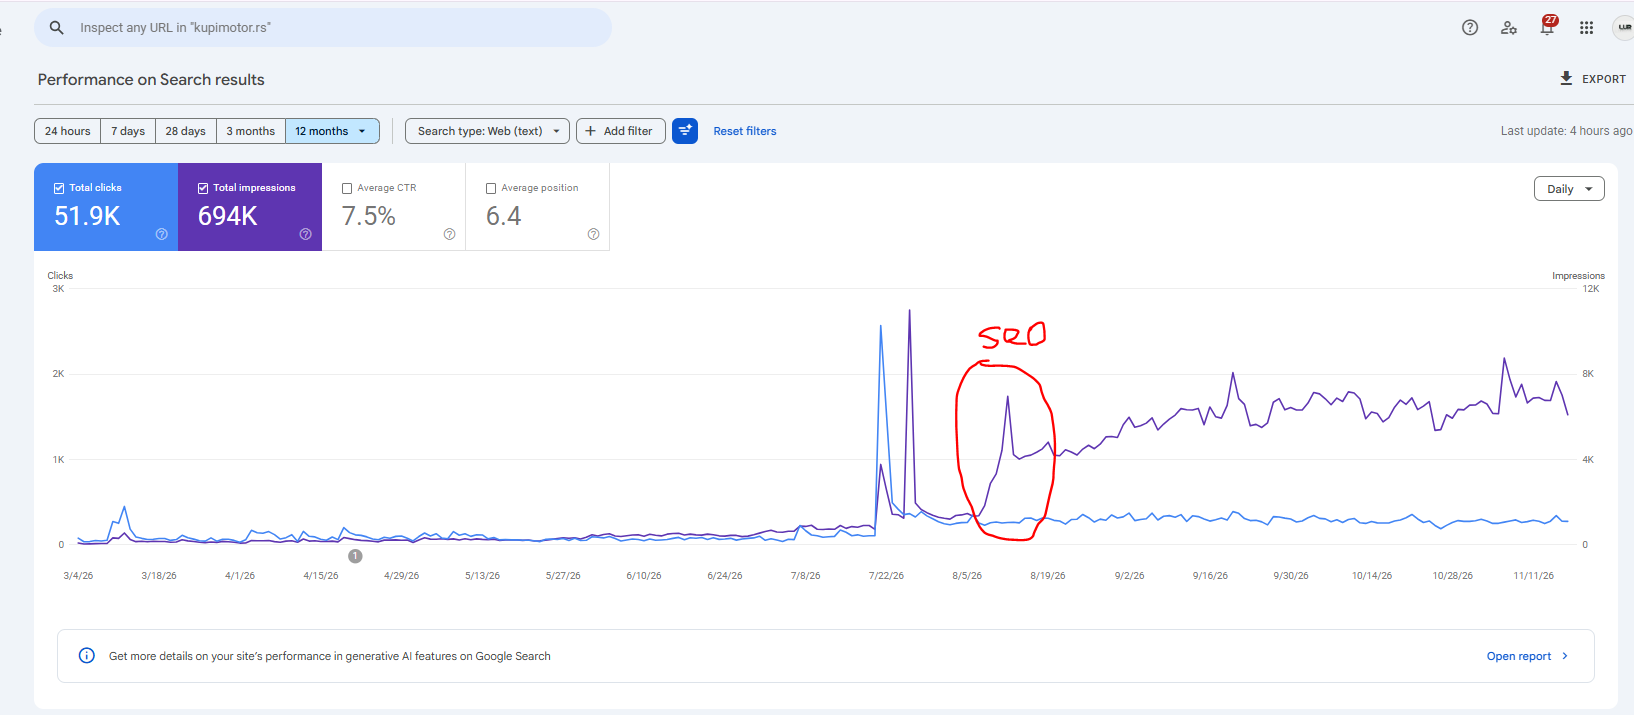 Inspect any URL in "kupimotor.rs"
27
Performance on Search results
EXPORT
24 hours
7 days
28 days
3 months
12 months
Search type: Web (text)
Add filter
Reset filters
Last update: 4 hours ago
Total clicks
51.9K
Total impressions
694K
Average CTR
7.5%
Average position
6.4
Daily
Clicks
Impressions
3K
12K
2K
8K
1K
4K
0
0
1
3/4/26
3/18/26
4/1/26
4/15/26
4/29/26
5/13/26
5/27/26
6/10/26
6/24/26
7/8/26
7/22/26
8/5/26
8/19/26
9/2/26
9/16/26
9/30/26
10/14/26
10/28/26
11/11/26
Get more details on your site's performance in generative AI features on Google Search
Open report